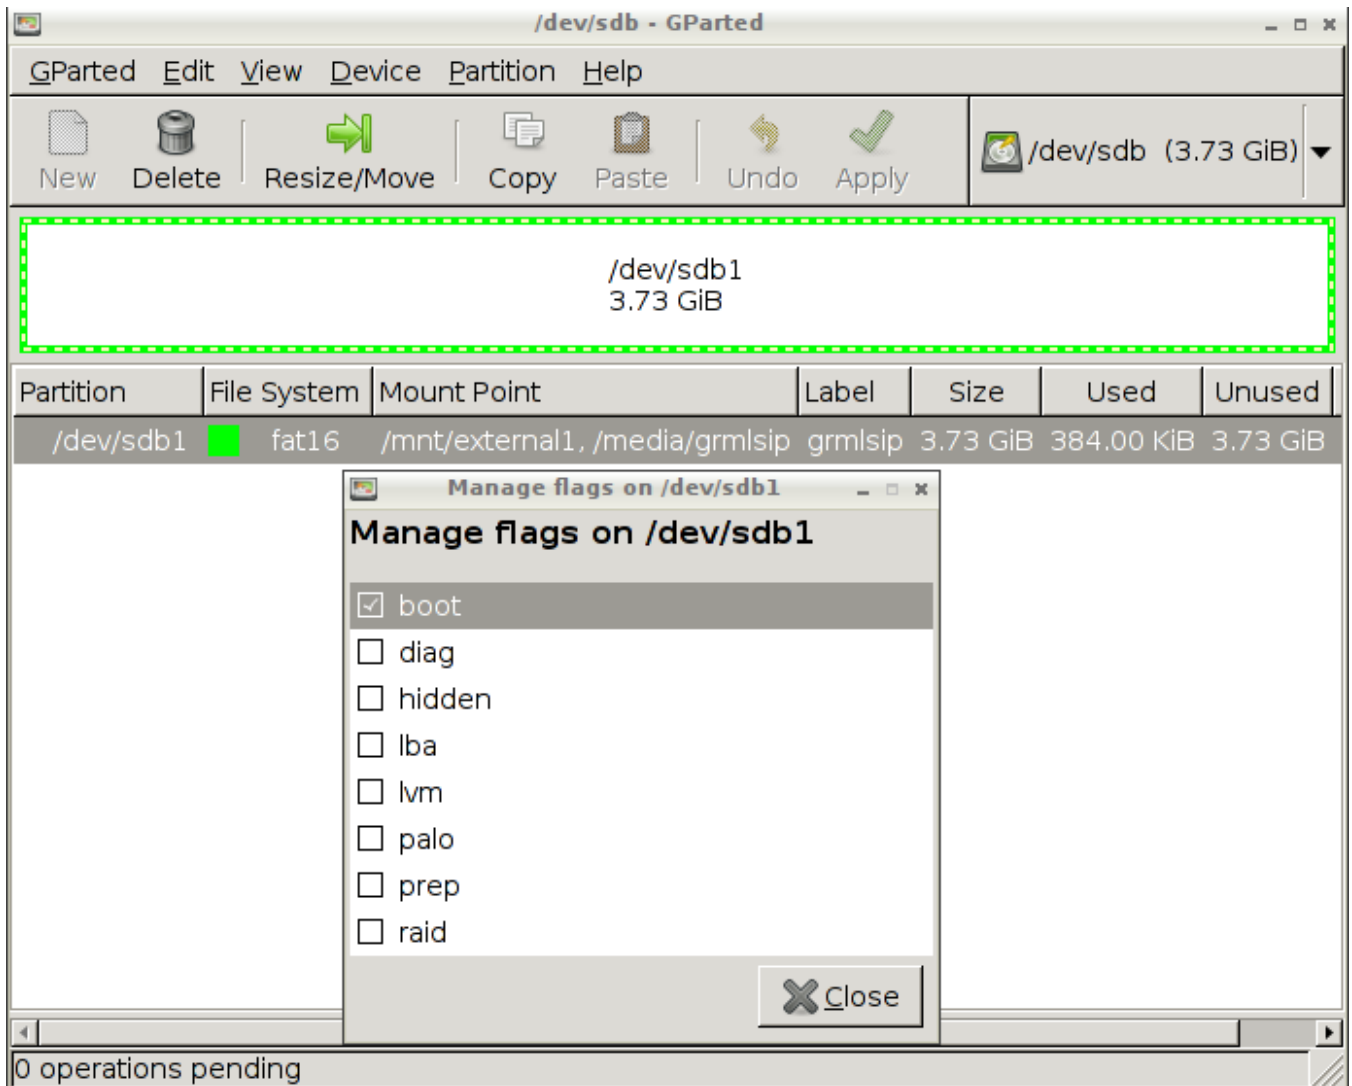 /dev/sdb - GParted
GParted Edit View Device Partition Help
New Delete Resize/Move Copy Paste Undo Apply /dev/sdb (3.73 GiB)
/dev/sdb1
3.73 GiB
Partition File System Mount Point Label Size Used Unused
/dev/sdb1 fat16 /mnt/external1, /media/grmlsip grmlsip 3.73 GiB 384.00 KiB 3.73 GiB
Manage flags on /dev/sdb1
Manage flags on /dev/sdb1
boot
diag
hidden
lba
lvm
palo
prep
raid
Close
0 operations pending